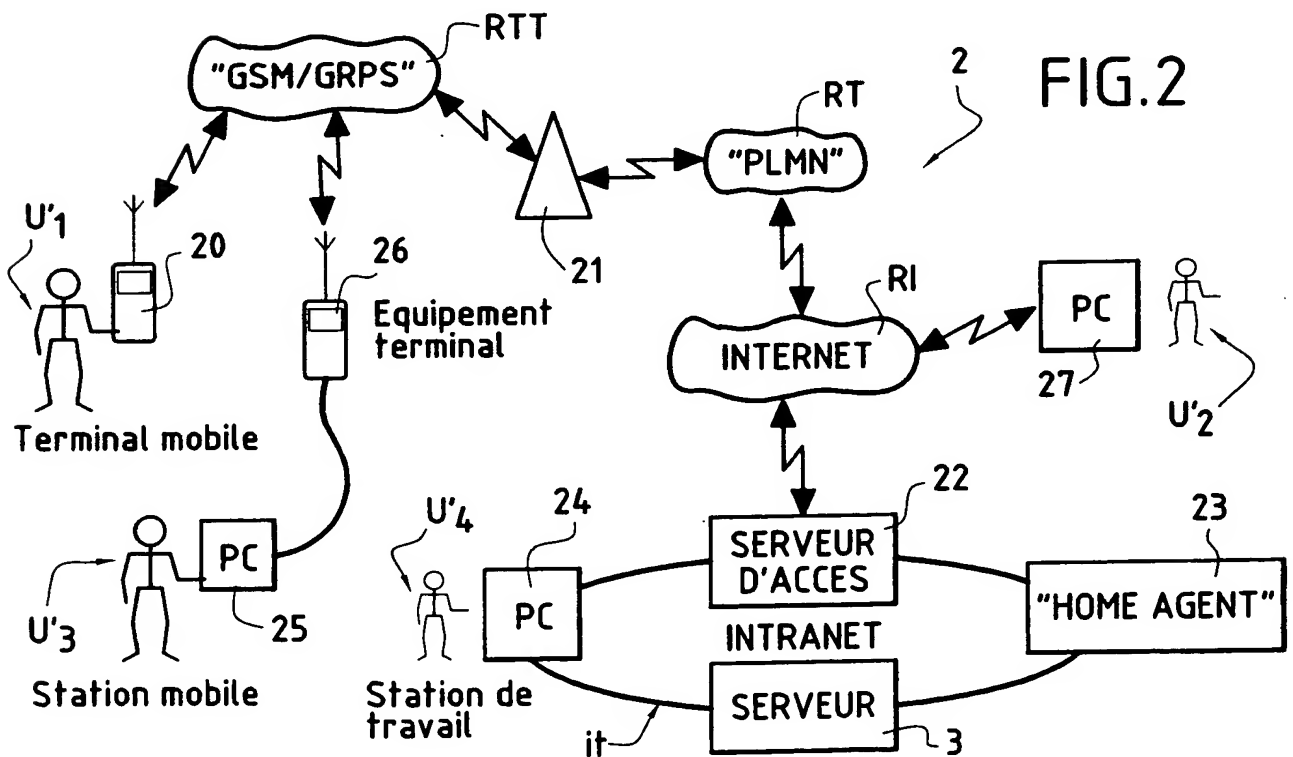 RTT
"GSM/GRPS"
2
FIG.2
RT
"PLMN"
U'1
20
26
21
Equipement
terminal
RI
INTERNET
PC
27
U'2
Terminal mobile
22
23
24
U'4
SERVEUR
D'ACCES
"HOME AGENT"
PC
U'3
PC
25
INTRANET
Station mobile
Station de
travail
SERVEUR
it
3